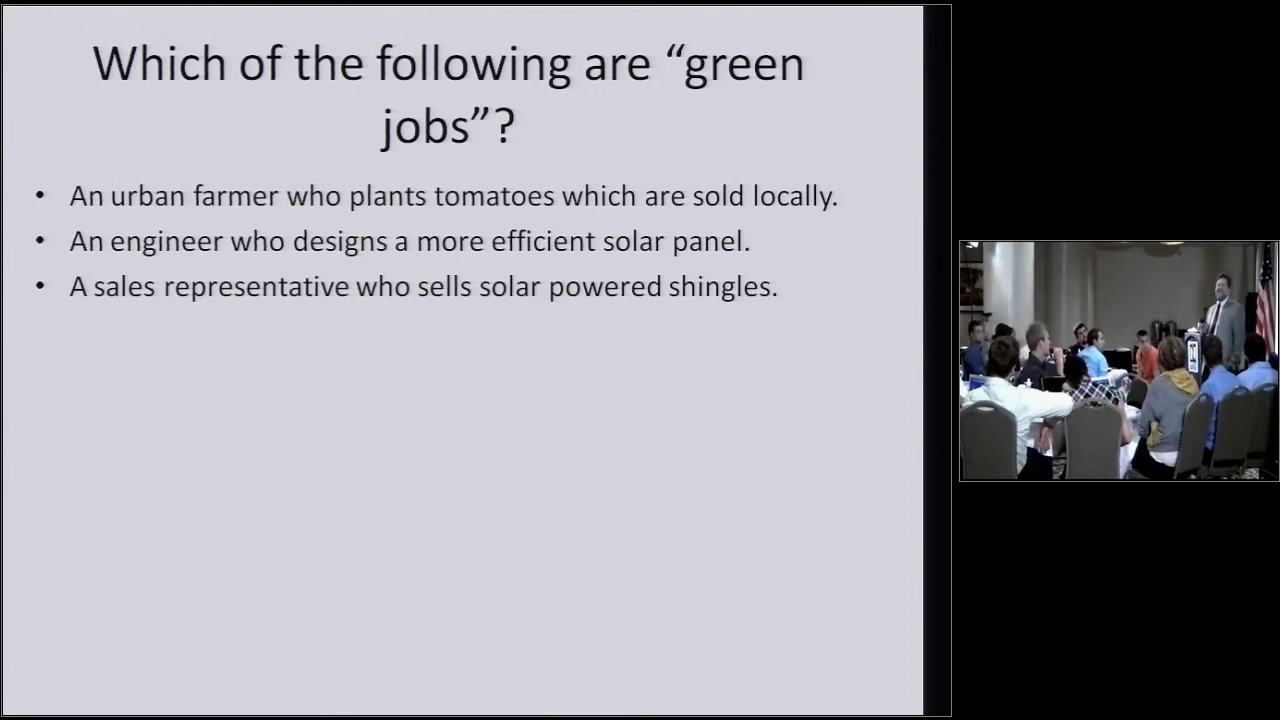 Which of the following are “green
jobs”?
• An urban farmer who plants tomatoes which are sold locally.
• An engineer who designs a more efficient solar panel.
• A sales representative who sells solar powered shingles.